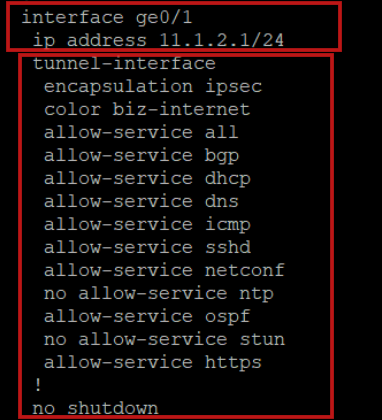 interface ge0/1
ip address 11.1.2.1/24
tunnel-interface
encapsulation ipsec
color biz-internet
allow-service all
allow-service bgp
allow-service dhcp
allow-service dns
allow-service icmp
allow-service sshd
allow-service netconf
no allow-service ntp
allow-service ospf
no allow-service stun
allow-service https
!
no shutdown